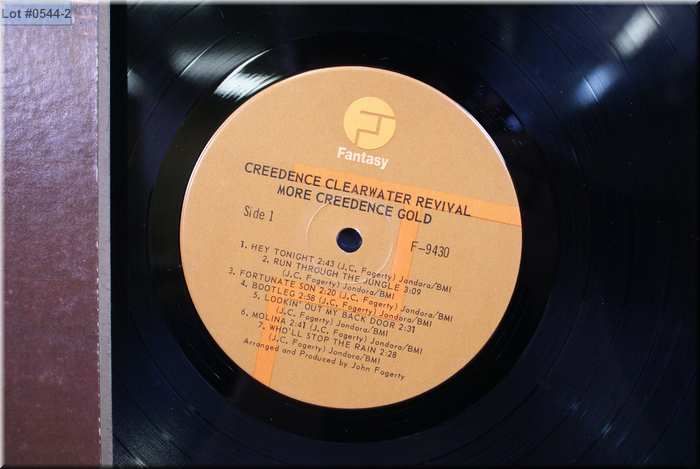 Lot #0544-2
Fantasy
CREEDENCE CLEARWATER REVIVAL
MORE CREEDENCE GOLD
Side 1
F-9430
1. HEY TONIGHT 2:43 (J.C. Fogerty) Jondora/BMI
2. RUN THROUGH THE JUNGLE 3:09
(J.C. Fogerty) Jondora/BMI
3. FORTUNATE SON 2:20 (J.C. Fogerty) Jondora/BMI
4. BOOTLEG 2:58 (J.C. Fogerty) Jondora/BMI
5. LOOKIN' OUT MY BACK DOOR 2:31
(J.C. Fogerty) Jondora/BMI
6. MOLINA 2:41 (J.C. Fogerty) Jondora/BMI
7. WHO'LL STOP THE RAIN 2:28
(J.C. Fogerty) Jondora/BMI
Arranged and Produced by John Fogerty